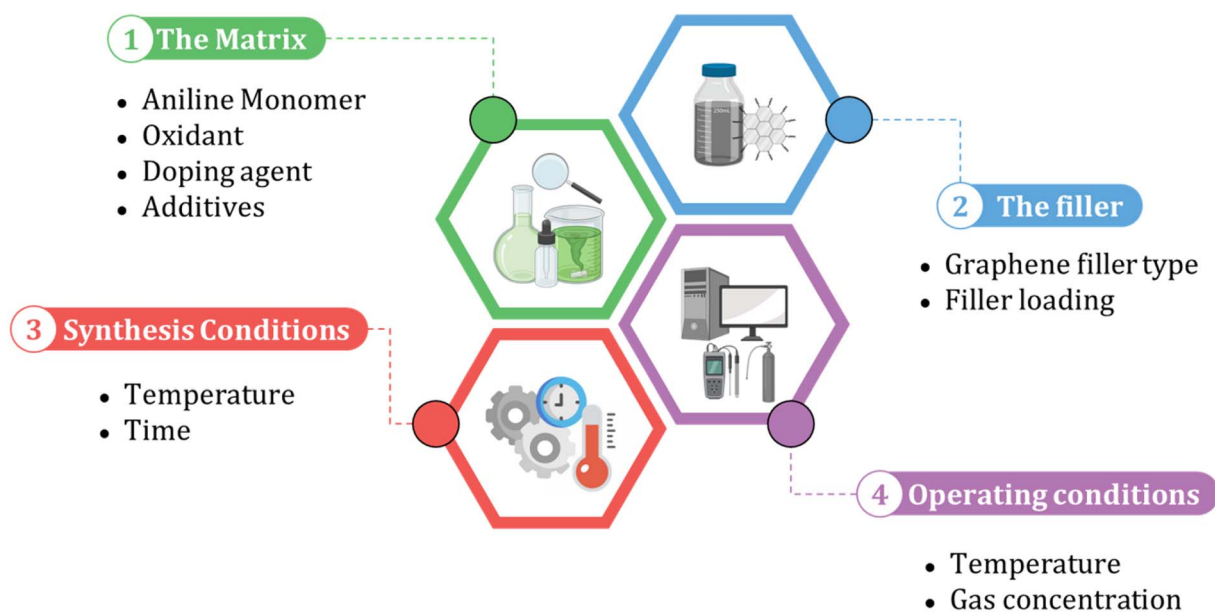 1 The Matrix
• Aniline Monomer
• Oxidant
• Doping agent
• Additives
250mL
2 The filler
• Graphene filler type
• Filler loading
3 Synthesis Conditions
• Temperature
• Time
4 Operating conditions
• Temperature
• Gas concentration